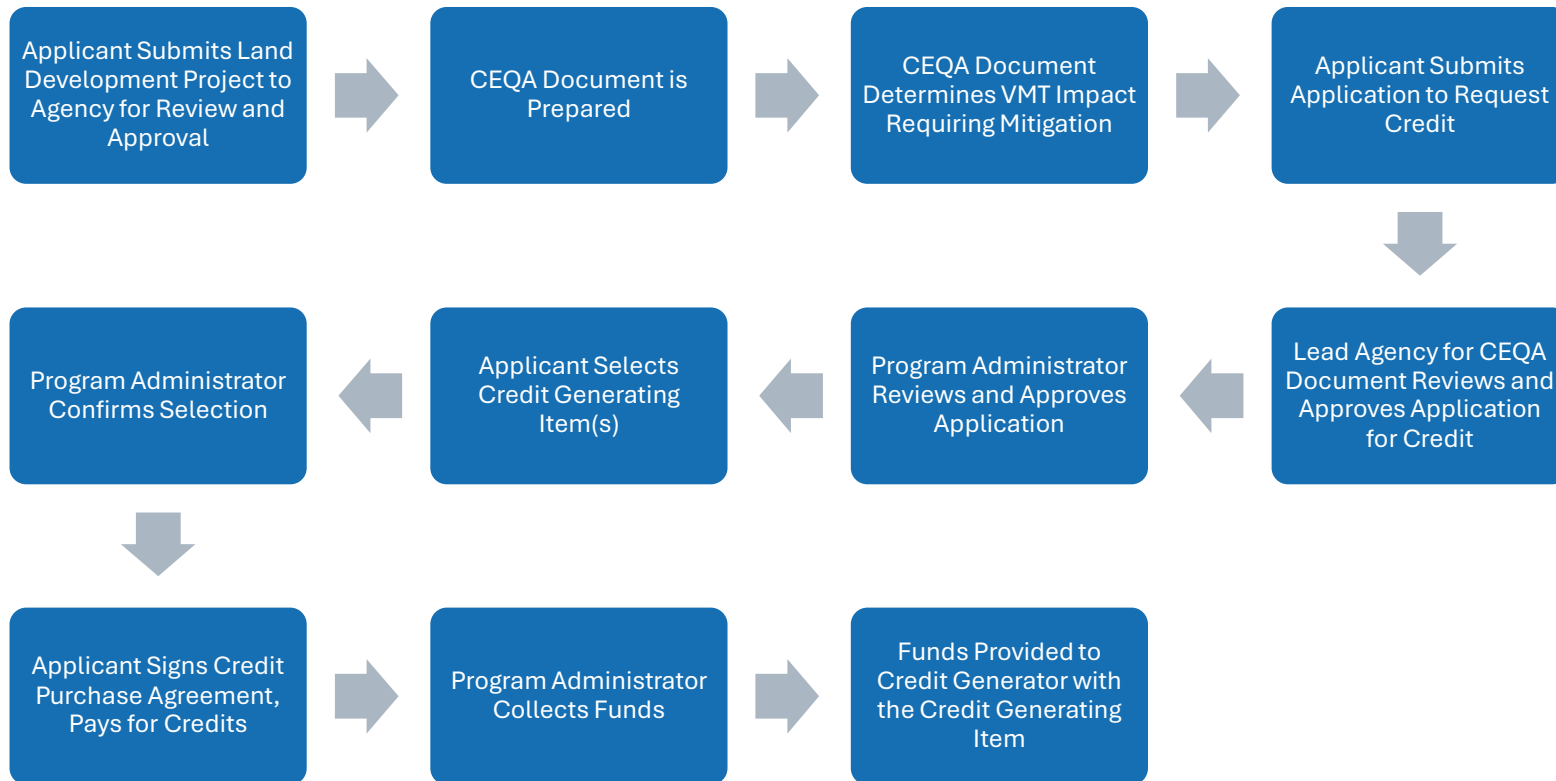 Applicant Submits Land
Development Project to
Agency for Review and
Approval
CEQA Document is
Prepared
CEQA Document
Determines VMT Impact
Requiring Mitigation
Applicant Submits
Application to Request
Credit
Lead Agency for CEQA
Document Reviews and
Approves Application
for Credit
Program Administrator
Reviews and Approves
Application
Applicant Selects
Credit Generating
Item(s)
Program Administrator
Confirms Selection
Applicant Signs Credit
Purchase Agreement,
Pays for Credits
Program Administrator
Collects Funds
Funds Provided to
Credit Generator with
the Credit Generating
Item